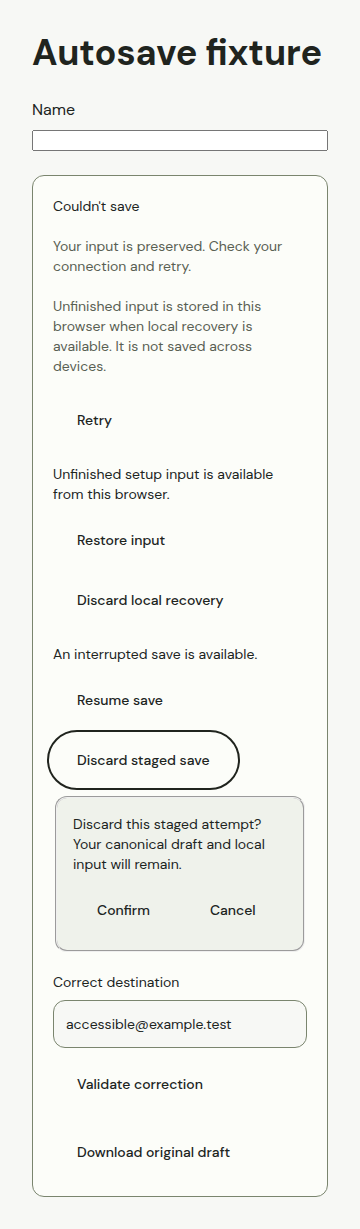 Autosave fixture
Name
Couldn't save
Your input is preserved. Check your
connection and retry.
Unfinished input is stored in this
browser when local recovery is
available. It is not saved across
devices.
Retry
Unfinished setup input is available
from this browser.
Restore input
Discard local recovery
An interrupted save is available.
Resume save
Discard staged save
Discard this staged attempt?
Your canonical draft and local
input will remain.
Confirm Cancel
Correct destination
accessible@example.test
Validate correction
Download original draft